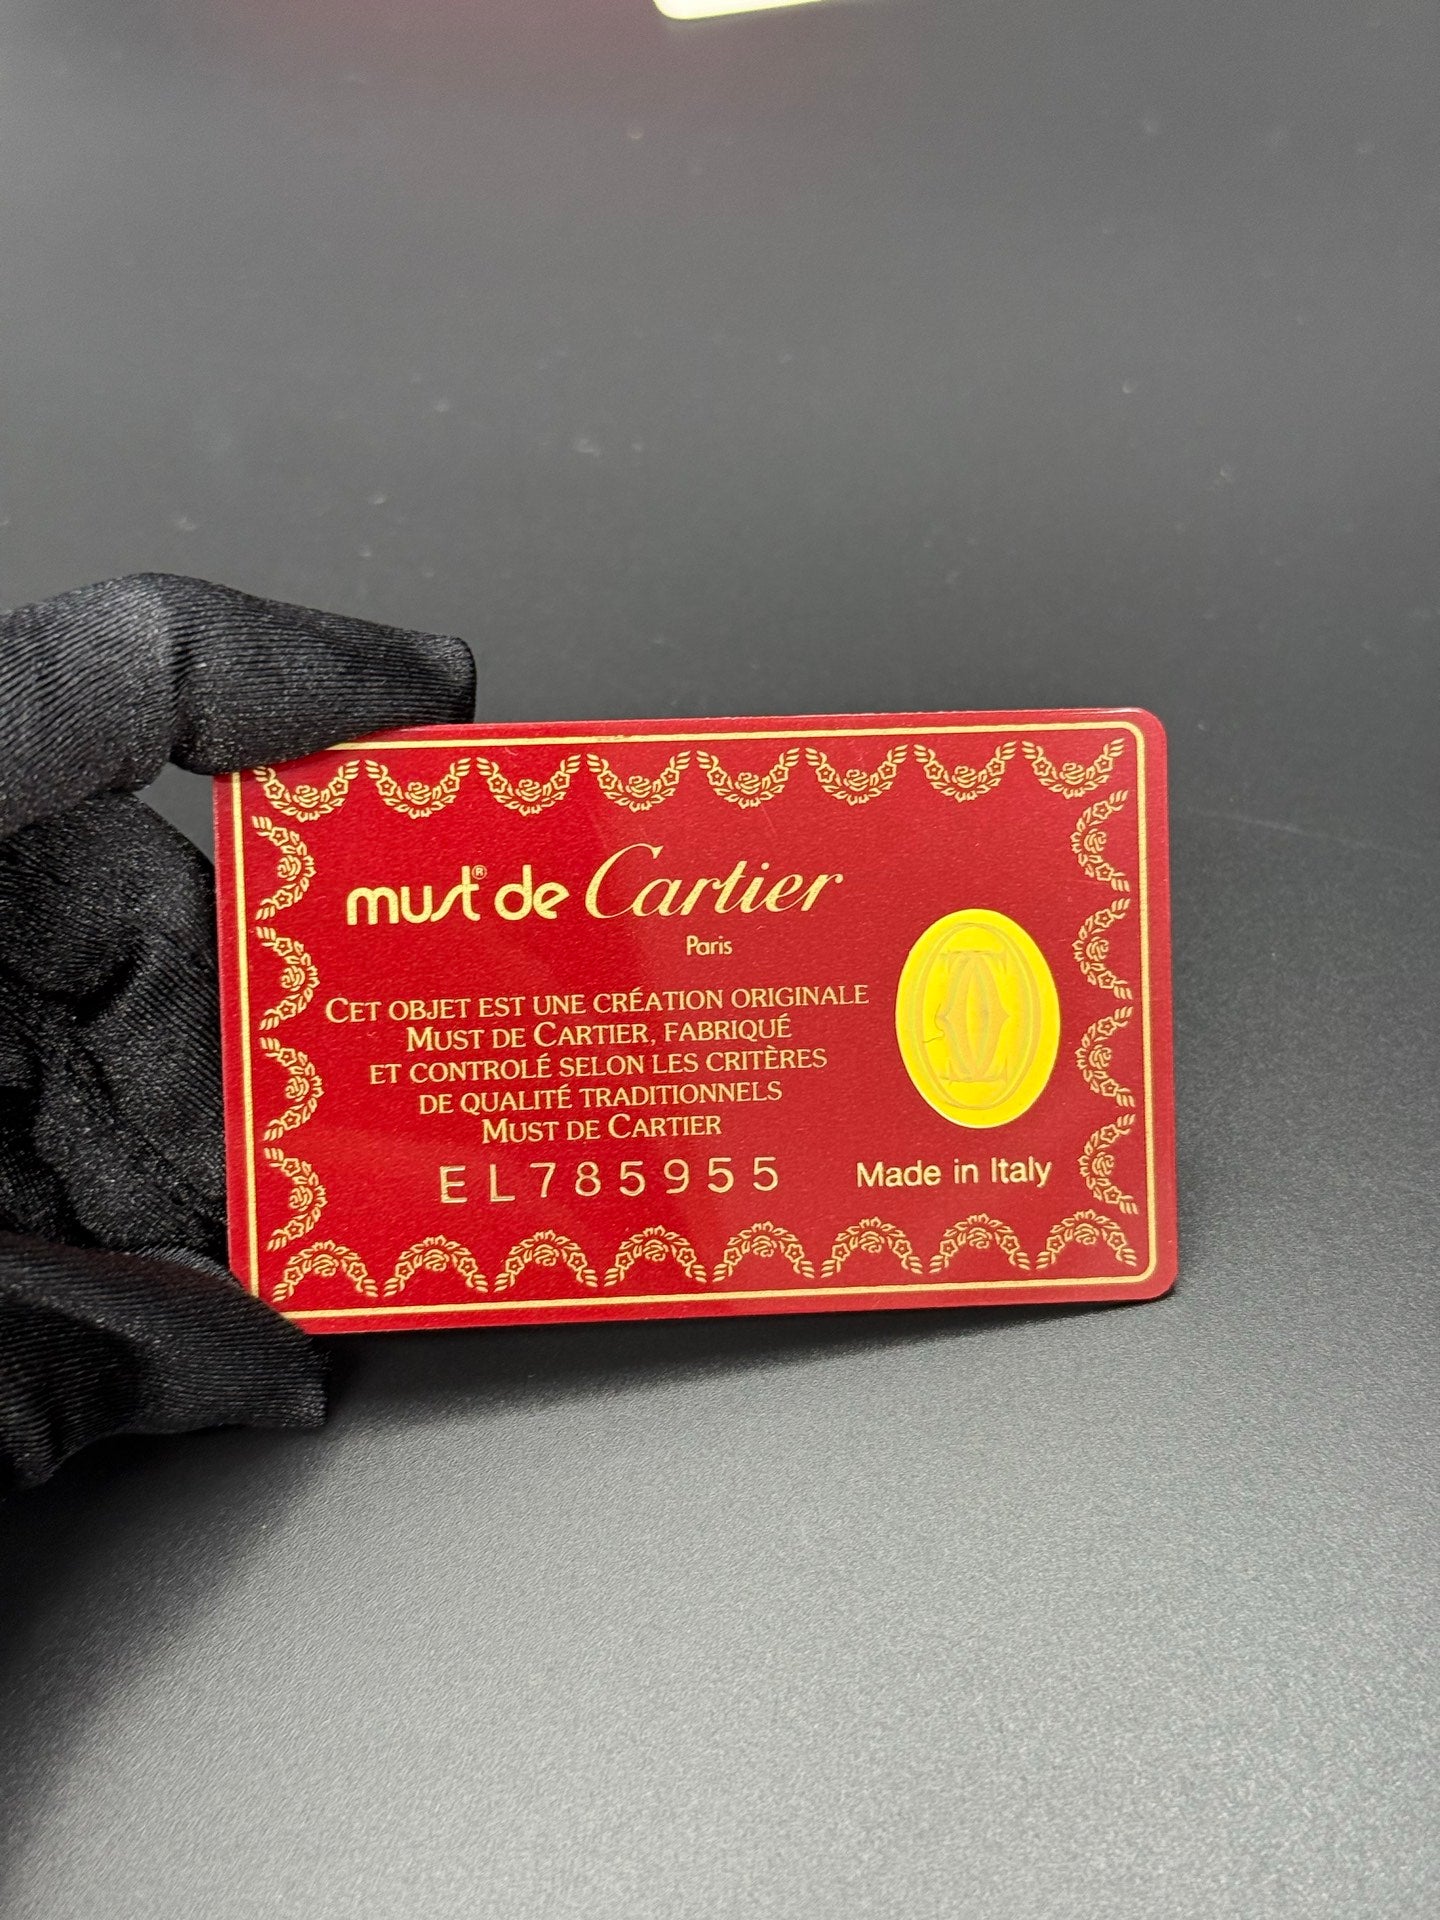 must® de Cartier
Paris
CET OBJET EST UNE CRÉATION ORIGINALE
MUST DE CARTIER, FABRIQUÉ
ET CONTROLÉ SELON LES CRITÈRES
DE QUALITÉ TRADITIONNELS
MUST DE CARTIER
EL785955
Made in Italy